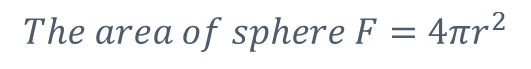 The area of sphere F = 4πr²